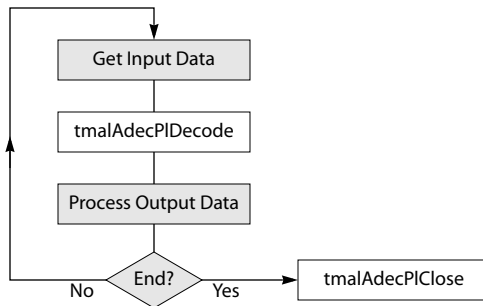 Get Input Data
tmalAdecPlDecode
Process Output Data
End?
No
Yes
tmalAdecPlClose